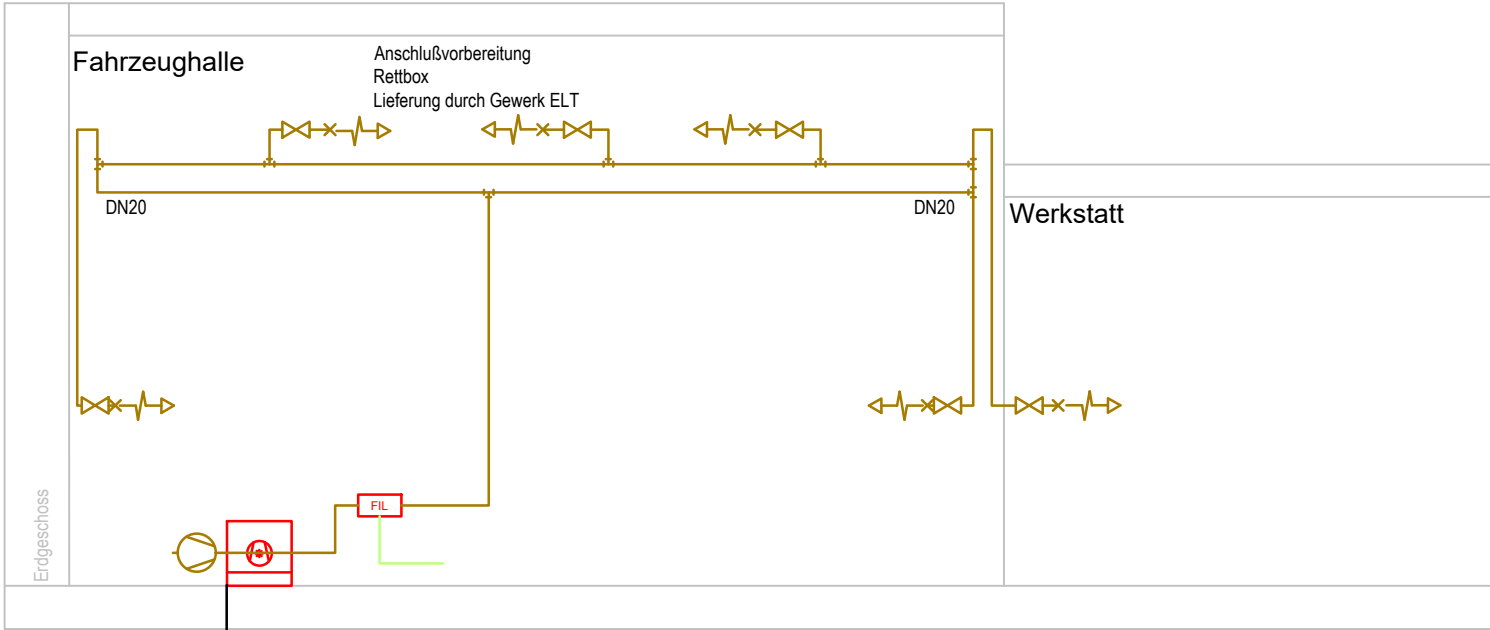 Fahrzeughalle
Anschlußvorbereitung
Rettbox
Lieferung durch Gewerk ELT
DN20
DN20
Werkstatt
FIL
Erdgeschoss